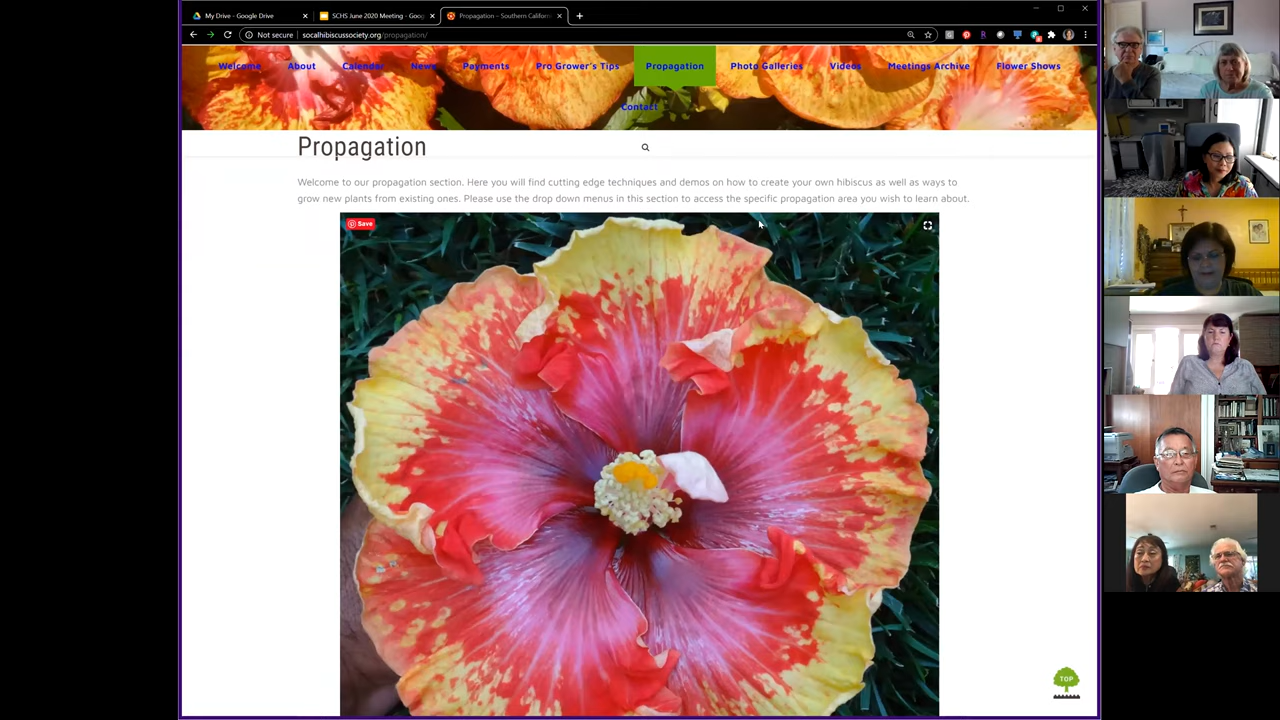 My Drive - Google Drive
SCHS June 2020 Meeting - Goo
Propagation – Southern Californ
Not secure
socalhibiscussociety.org/propagation/
Welcome
About
Calendar
News
Payments
Pro Grower's Tips
Propagation
Photo Galleries
Videos
Meetings Archive
Flower Shows
Contact
Propagation
Welcome to our propagation section. Here you will find cutting edge techniques and demos on how to create your own hibiscus as well as ways to
grow new plants from existing ones. Please use the drop down menus in this section to access the specific propagation area you wish to learn about.
Save
TOP